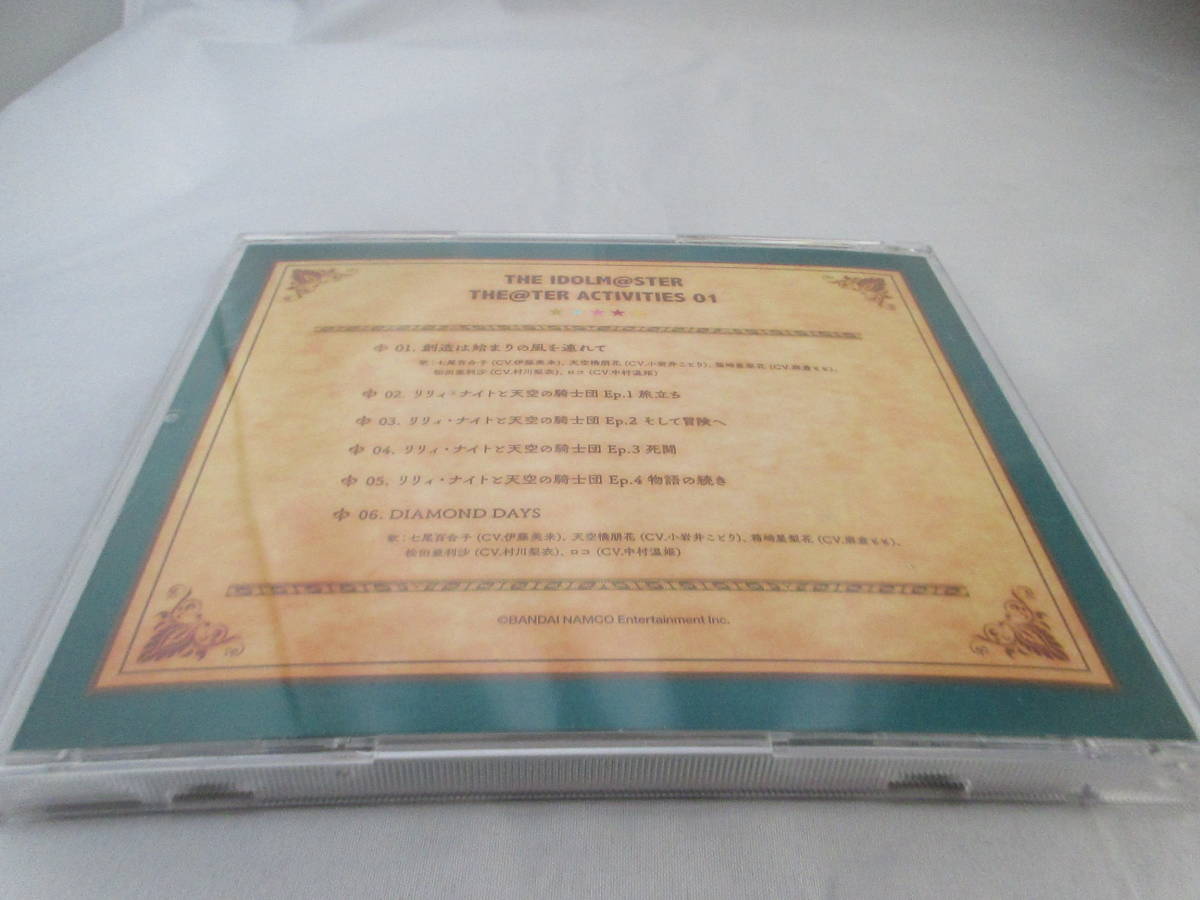 THE IDOLM@STER
THE@TER ACTIVITIES 01
01. 創造は始まりの風を連れて
歌:七尾百合子 (CV.伊藤美来)、天空橋朋花 (CV.小岩井ことり)、箱崎星梨花 (CV.麻倉もも)、
松田亜利沙 (CV.村川梨衣)、ロコ (CV.中村温姫)
02. リリィ・ナイトと天空の騎士団 Ep.1 旅立ち
03. リリィ・ナイトと天空の騎士団 Ep.2 そして冒険へ
04. リリィ・ナイトと天空の騎士団 Ep.3 死闘
05. リリィ・ナイトと天空の騎士団 Ep.4 物語の続き
06. DIAMOND DAYS
歌:七尾百合子 (CV.伊藤美来)、天空橋朋花 (CV.小岩井ことり)、箱崎星梨花 (CV.麻倉もも)、
松田亜利沙 (CV.村川梨衣)、ロコ (CV.中村温姫)
©BANDAI NAMCO Entertainment Inc.